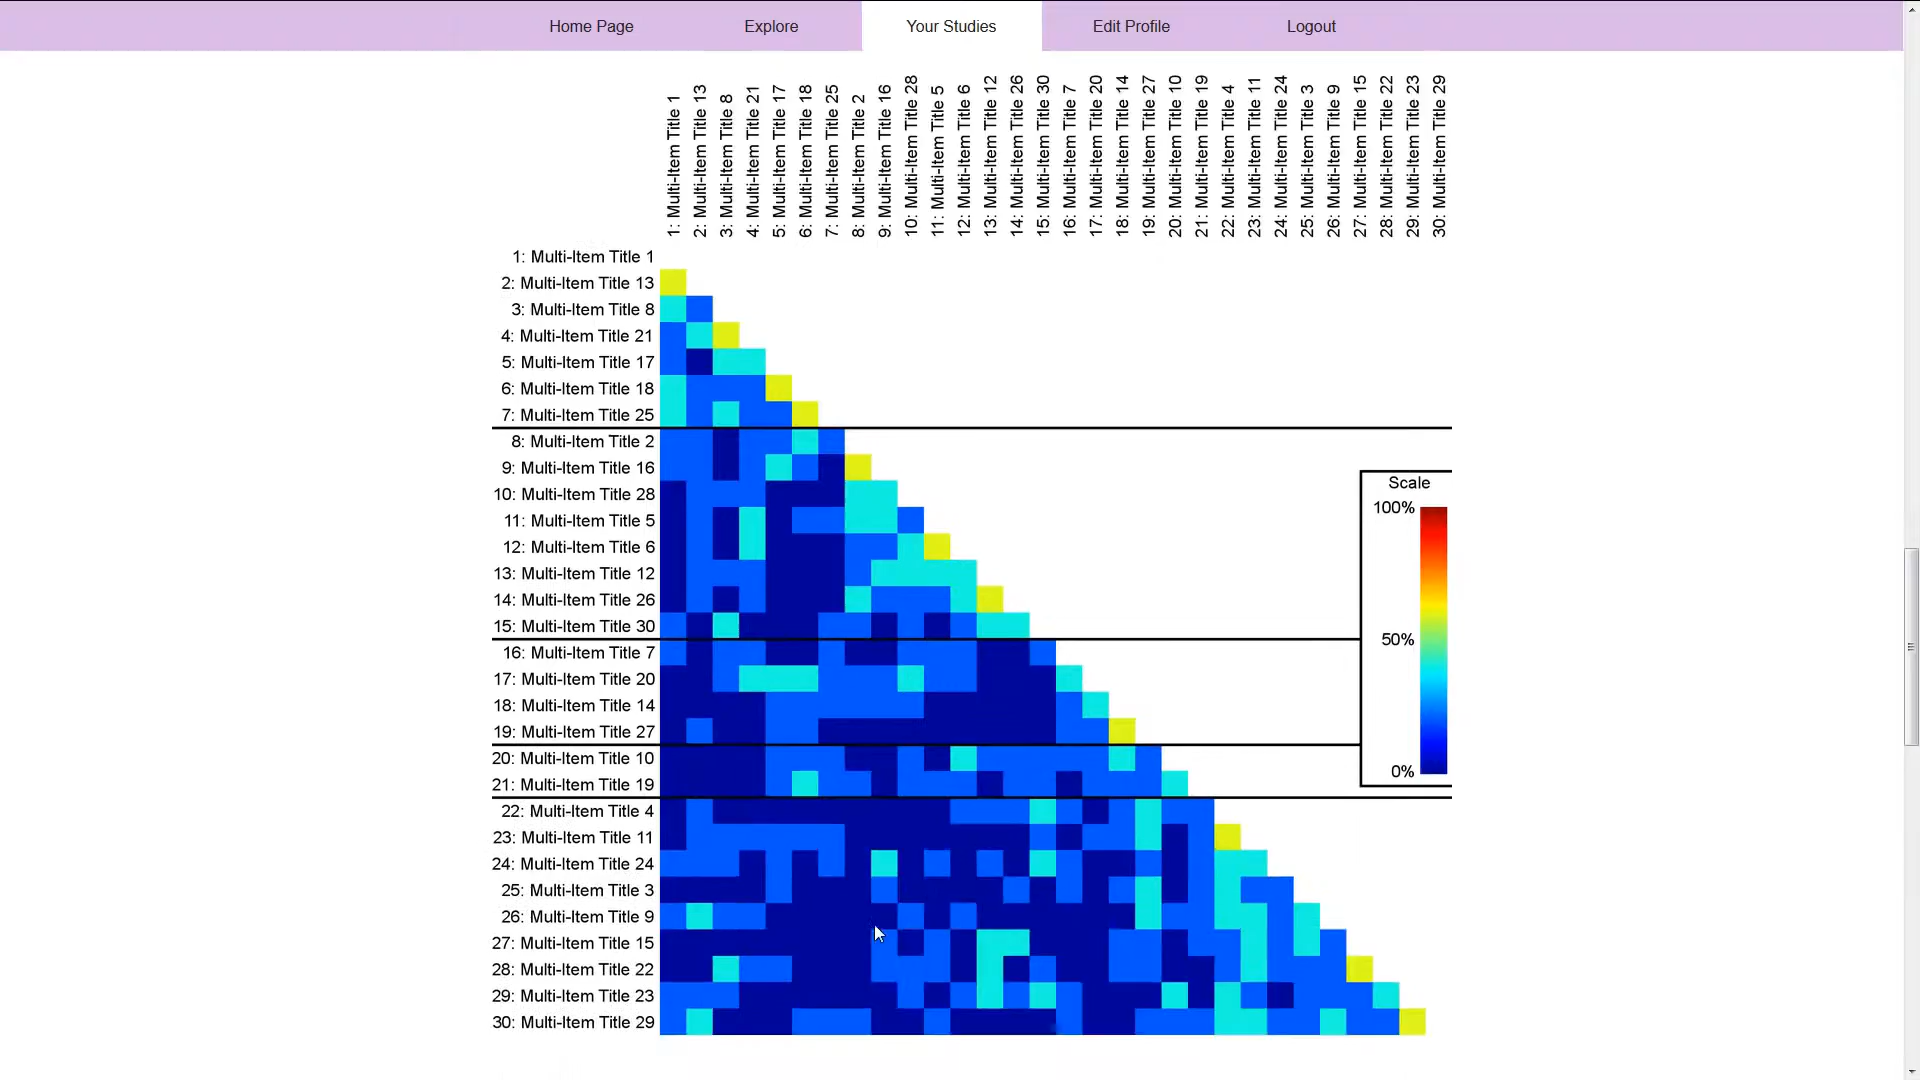 Home Page Explore Your Studies Edit Profile Logout
1: Multi-Item Title 1
2: Multi-Item Title 13
3: Multi-Item Title 8
4: Multi-Item Title 21
5: Multi-Item Title 17
6: Multi-Item Title 18
7: Multi-Item Title 25
8: Multi-Item Title 2
9: Multi-Item Title 16
10: Multi-Item Title 28
11: Multi-Item Title 5
12: Multi-Item Title 6
13: Multi-Item Title 12
14: Multi-Item Title 26
15: Multi-Item Title 30
16: Multi-Item Title 7
17: Multi-Item Title 20
18: Multi-Item Title 14
19: Multi-Item Title 27
20: Multi-Item Title 10
21: Multi-Item Title 19
22: Multi-Item Title 4
23: Multi-Item Title 11
24: Multi-Item Title 24
25: Multi-Item Title 3
26: Multi-Item Title 9
27: Multi-Item Title 15
28: Multi-Item Title 22
29: Multi-Item Title 23
30: Multi-Item Title 29
1: Multi-Item Title 1
2: Multi-Item Title 13
3: Multi-Item Title 8
4: Multi-Item Title 21
5: Multi-Item Title 17
6: Multi-Item Title 18
7: Multi-Item Title 25
8: Multi-Item Title 2
9: Multi-Item Title 16
10: Multi-Item Title 28
11: Multi-Item Title 5
12: Multi-Item Title 6
13: Multi-Item Title 12
14: Multi-Item Title 26
15: Multi-Item Title 30
16: Multi-Item Title 7
17: Multi-Item Title 20
18: Multi-Item Title 14
19: Multi-Item Title 27
20: Multi-Item Title 10
21: Multi-Item Title 19
22: Multi-Item Title 4
23: Multi-Item Title 11
24: Multi-Item Title 24
25: Multi-Item Title 3
26: Multi-Item Title 9
27: Multi-Item Title 15
28: Multi-Item Title 22
29: Multi-Item Title 23
30: Multi-Item Title 29
Scale
100%
50%
0%